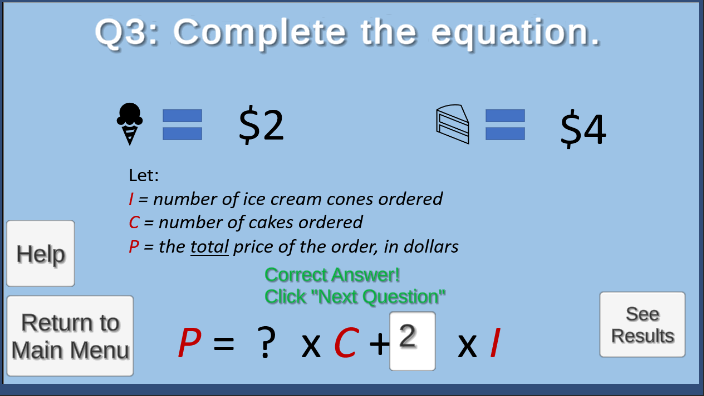 Q3: Complete the equation.
$2
$4
Let:
I = number of ice cream cones ordered
C = number of cakes ordered
P = the total price of the order, in dollars
Help
Correct Answer!
Click "Next Question"
Return to
Main Menu
P = ? x C + 2 x I
See
Results